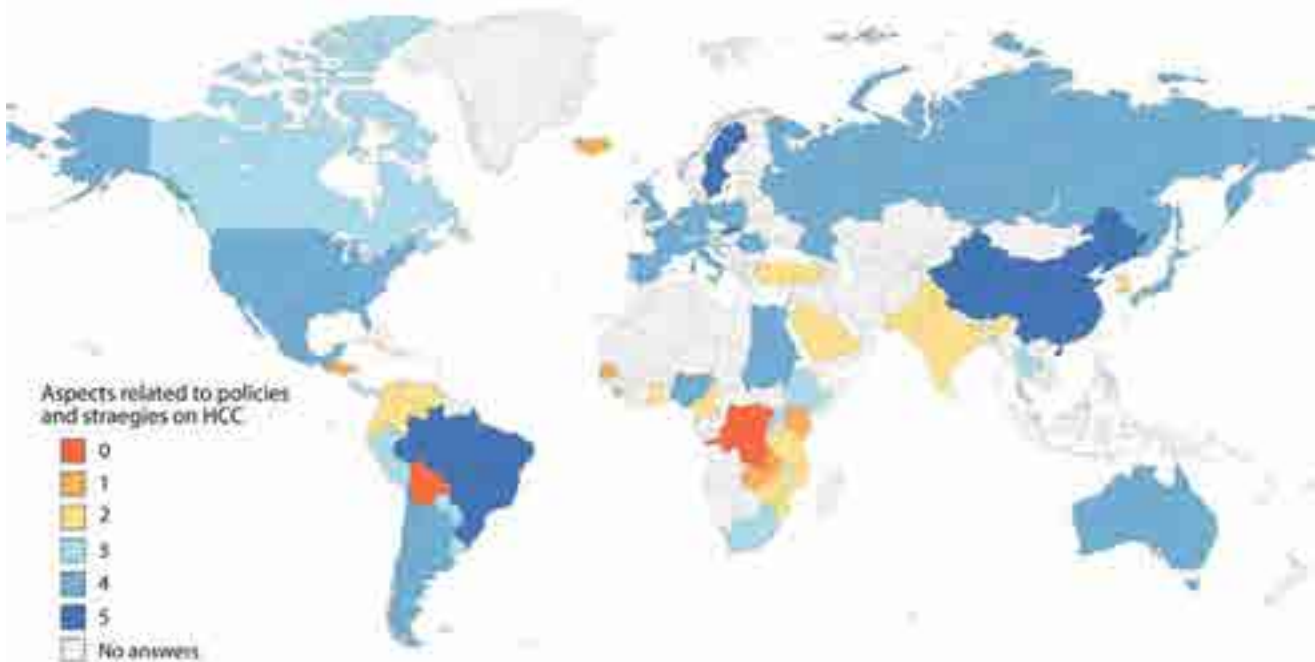 Aspects related to policies
and straegies on HCC
0
1
2
3
4
5
No answers